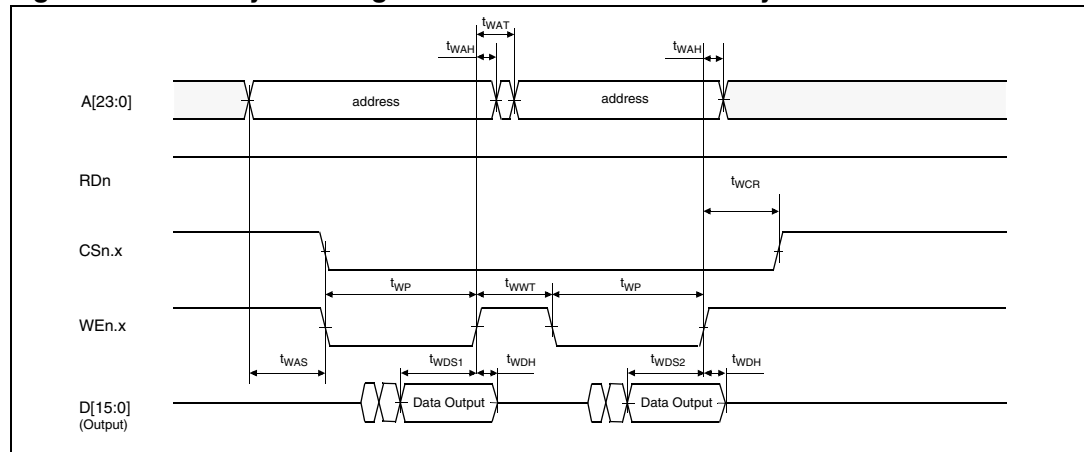 tWAT
tWAH
tWAH
A[23:0]
address
address
RDn
tWCR
CSn.x
tWP
tWWT
tWP
WEn.x
tWAS
tWDS1
tWDH
tWDS2
tWDH
D[15:0]
(Output)
Data Output
Data Output